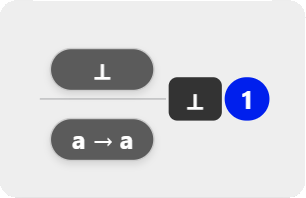 ⊥
⊥ 1
a → a